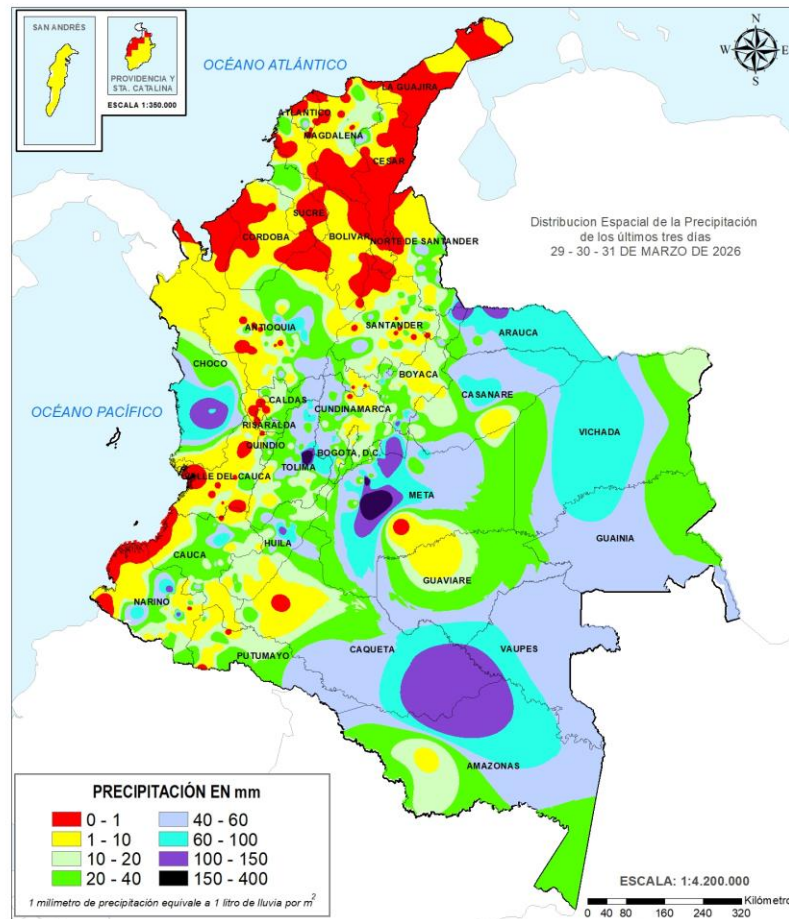 SAN ANDRÉS
PROVIDENCIA Y
STA. CATALINA
ESCALA 1:350.000
OCÉANO ATLÁNTICO
N
W
E
S
LA GUAJIRA
ATLANTICO
MAGDALENA
CESAR
SUCRE
CORDOBA
BOLIVAR
NORTE DE SANTANDER
Distribucion Espacial de la Precipitación
de los últimos tres días
29 - 30 - 31 DE MARZO DE 2026
ANTIOQUIA
SANTANDER
ARAUCA
CHOCO
BOYACA
CASANARE
OCÉANO PACÍFICO
CALDAS
CUNDINAMARCA
RISARALDA
VICHADA
QUINDIO
BOGOTA, D.C.
TOLIMA
VALLE DEL CAUCA
META
GUAINIA
HUILA
CAUCA
GUAVIARE
NARIÑO
CAQUETA
VAUPES
PUTUMAYO
AMAZONAS
PRECIPITACIÓN EN mm
0 - 1
40 - 60
1 - 10
60 - 100
10 - 20
100 - 150
20 - 40
150 - 400
1 milímetro de precipitación equivale a 1 litro de lluvia por m²
ESCALA: 1:4.200.000
Kilómetro
0 40 80 160 240 320